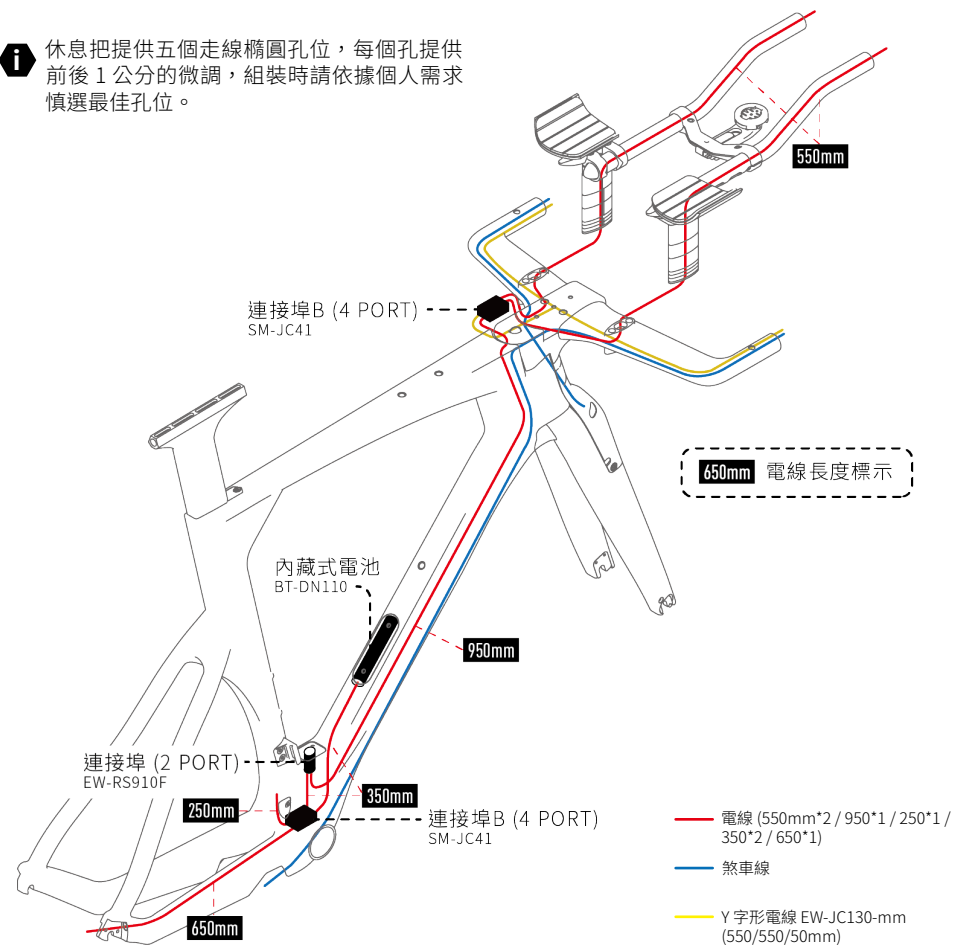 i
休息把提供五個走線橢圓孔位，每個孔提供
前後 1 公分的微調，組裝時請依據個人需求
慎選最佳孔位。
550mm
連接埠B (4 PORT)
SM-JC41
650mm 電線長度標示
內藏式電池
BT-DN110
950mm
連接埠 (2 PORT)
EW-RS910F
350mm
250mm
連接埠B (4 PORT)
SM-JC41
650mm
電線 (550mm*2 / 950*1 / 250*1 /
350*2 / 650*1)
煞車線
Y 字形電線 EW-JC130-mm
(550/550/50mm)